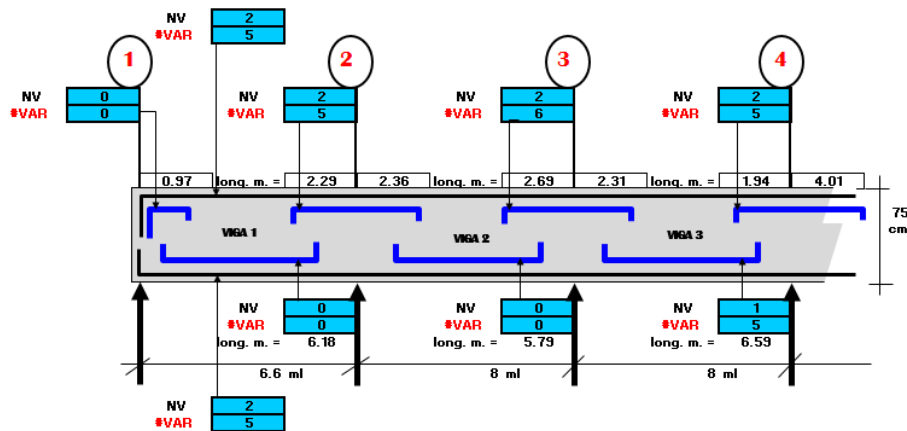 NV 2
#VAR 5
1 2 3 4
NV 0 NV 2 NV 2 NV 2
#VAR 0 #VAR 5 #VAR 6 #VAR 5
0.97 long. m. = 2.29 2.36 long. m. = 2.69 2.31 long. m. = 1.94 4.01
75
cm
VIGA 1 VIGA 2 VIGA 3
NV 0 NV 0 NV 1
#VAR 0 #VAR 0 #VAR 5
long. m. = 6.18 long. m. = 5.79 long. m. = 6.59
6.6 ml 8 ml 8 ml
NV 2
#VAR 5